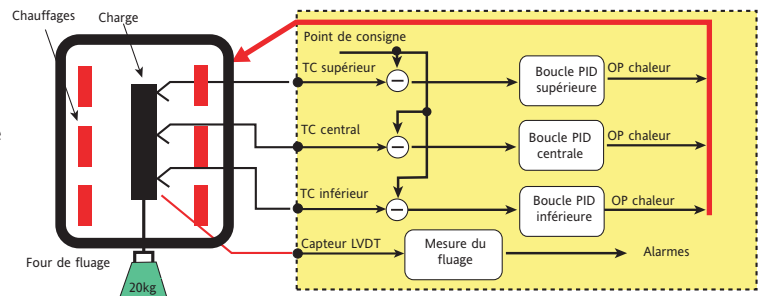 Chauffages
Charge
Point de consigne
TC supérieur
Boucle PID
supérieure
OP chaleur
TC central
Boucle PID
centrale
OP chaleur
TC inférieur
Boucle PID
inférieure
OP chaleur
Capteur LVDT
Mesure du
fluage
Alarmes
Four de fluage
20kg